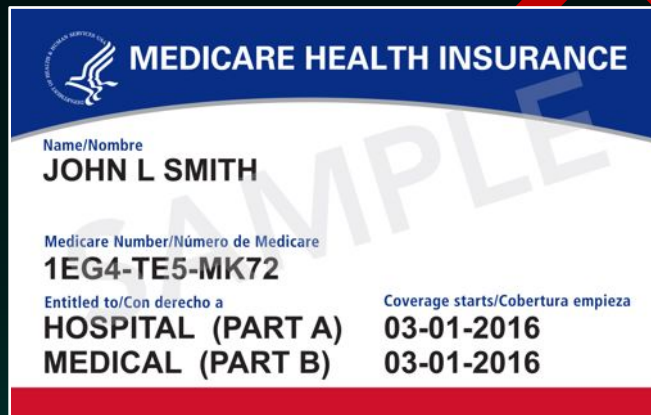 MEDICARE HEALTH INSURANCE
SAMPLE
Name/Nombre
JOHN L SMITH
Medicare Number/Número de Medicare
1EG4-TE5-MK72
Entitled to/Con derecho a Coverage starts/Cobertura empieza
HOSPITAL (PART A) 03-01-2016
MEDICAL (PART B) 03-01-2016